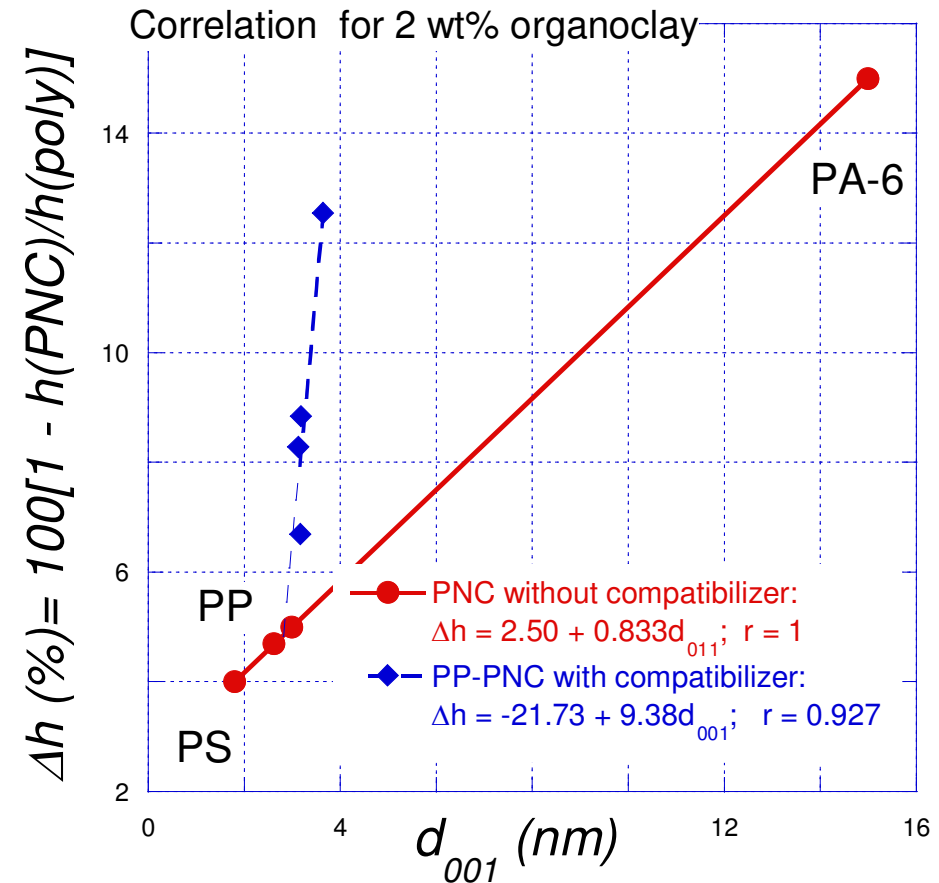 Correlation for 2 wt% organoclay
Δh (%)= 100[1 - h(PNC)/h(poly)]
14
10
6
2
PA-6
PP
PS
PNC without compatibilizer:
Δh = 2.50 + 0.833d011; r = 1
PP-PNC with compatibilizer:
Δh = -21.73 + 9.38d001; r = 0.927
0 4 12 16
d001 (nm)